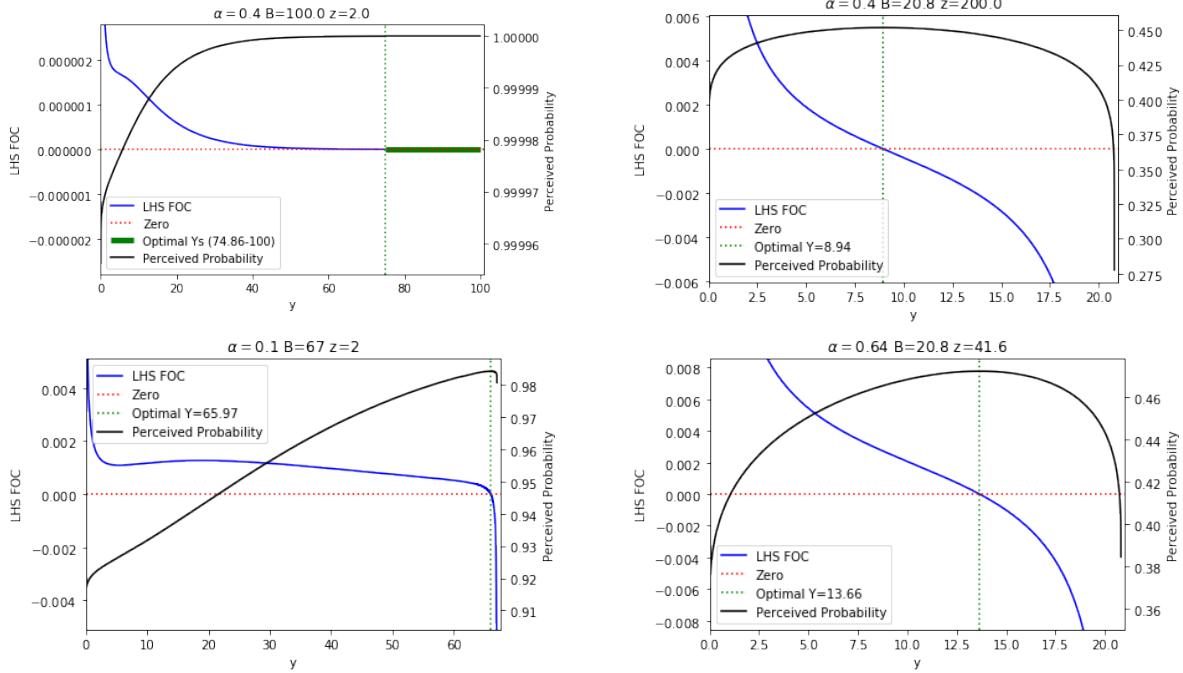 α = 0.4 B=100.0 z=2.0
LHS FOC
0.000002
0.000001
0.000000
−0.000001
−0.000002
LHS FOC
Zero
Optimal Ys (74.86-100)
Perceived Probability
0 20 40 60 80 100
y
1.00000
0.99999
0.99998
0.99997
0.99996
Perceived Probability
α = 0.4 B=20.8 z=200.0
LHS FOC
0.006
0.004
0.002
0.000
−0.002
−0.004
−0.006
LHS FOC
Zero
Optimal Y=8.94
Perceived Probability
0.0 2.5 5.0 7.5 10.0 12.5 15.0 17.5 20.0
y
0.450
0.425
0.400
0.375
0.350
0.325
0.300
0.275
Perceived Probability
α = 0.1 B=67 z=2
LHS FOC
0.004
0.002
0.000
−0.002
−0.004
LHS FOC
Zero
Optimal Y=65.97
Perceived Probability
0 10 20 30 40 50 60
y
0.98
0.97
0.96
0.95
0.94
0.93
0.92
0.91
Perceived Probability
α = 0.64 B=20.8 z=41.6
LHS FOC
0.008
0.006
0.004
0.002
0.000
−0.002
−0.004
−0.006
−0.008
LHS FOC
Zero
Optimal Y=13.66
Perceived Probability
0.0 2.5 5.0 7.5 10.0 12.5 15.0 17.5 20.0
y
0.46
0.44
0.42
0.40
0.38
0.36
Perceived Probability